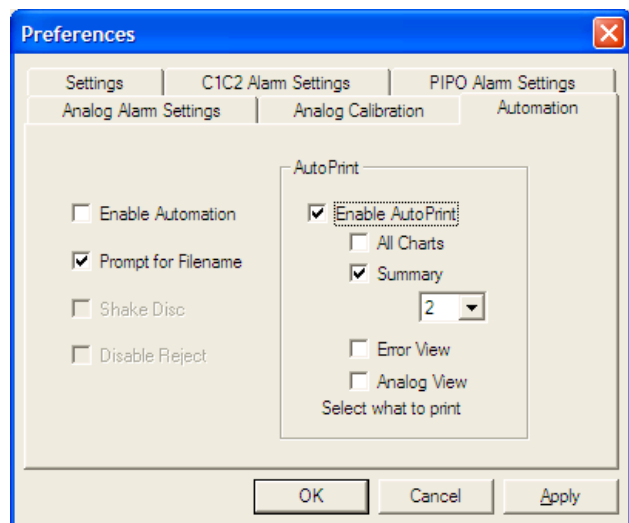 Preferences
Settings
C1C2 Alarm Settings
PIPO Alarm Settings
Analog Alarm Settings
Analog Calibration
Automation
Enable Automation
Prompt for Filename
Shake Disc
Disable Reject
AutoPrint
Enable AutoPrint
All Charts
Summary
2
Error View
Analog View
Select what to print
OK
Cancel
Apply